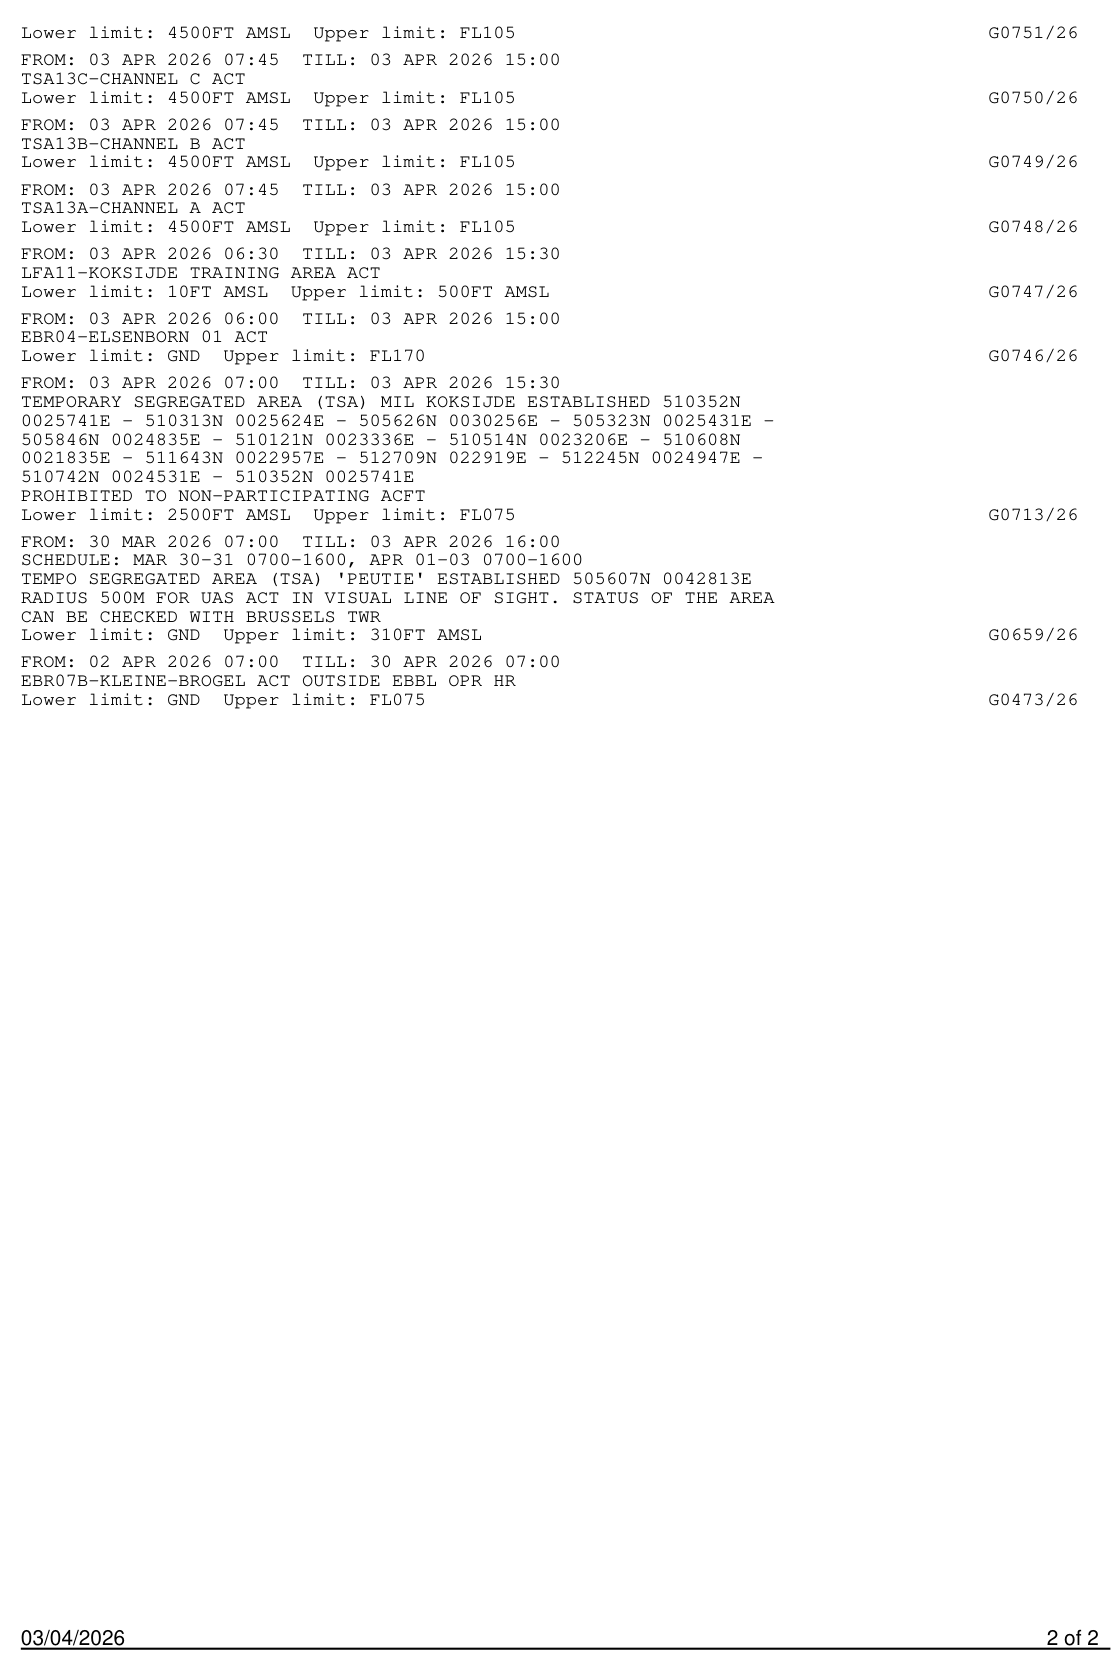 Lower limit: 4500FT AMSL  Upper limit: FL105 G0751/26
FROM: 03 APR 2026 07:45  TILL: 03 APR 2026 15:00
TSA13C-CHANNEL C ACT
Lower limit: 4500FT AMSL  Upper limit: FL105 G0750/26
FROM: 03 APR 2026 07:45  TILL: 03 APR 2026 15:00
TSA13B-CHANNEL B ACT
Lower limit: 4500FT AMSL  Upper limit: FL105 G0749/26
FROM: 03 APR 2026 07:45  TILL: 03 APR 2026 15:00
TSA13A-CHANNEL A ACT
Lower limit: 4500FT AMSL  Upper limit: FL105 G0748/26
FROM: 03 APR 2026 06:30  TILL: 03 APR 2026 15:30
LFA11-KOKSIJDE TRAINING AREA ACT
Lower limit: 10FT AMSL  Upper limit: 500FT AMSL G0747/26
FROM: 03 APR 2026 06:00  TILL: 03 APR 2026 15:00
EBR04-ELSENBORN 01 ACT
Lower limit: GND  Upper limit: FL170 G0746/26
FROM: 03 APR 2026 07:00  TILL: 03 APR 2026 15:30
TEMPORARY SEGREGATED AREA (TSA) MIL KOKSIJDE ESTABLISHED 510352N
0025741E - 510313N 0025624E - 505626N 0030256E - 505323N 0025431E -
505846N 0024835E - 510121N 0023336E - 510514N 0023206E - 510608N
0021835E - 511643N 0022957E - 512709N 022919E - 512245N 0024947E -
510742N 0024531E - 510352N 0025741E
PROHIBITED TO NON-PARTICIPATING ACFT
Lower limit: 2500FT AMSL  Upper limit: FL075 G0713/26
FROM: 30 MAR 2026 07:00  TILL: 03 APR 2026 16:00
SCHEDULE: MAR 30-31 0700-1600, APR 01-03 0700-1600
TEMPO SEGREGATED AREA (TSA) 'PEUTIE' ESTABLISHED 505607N 0042813E
RADIUS 500M FOR UAS ACT IN VISUAL LINE OF SIGHT. STATUS OF THE AREA
CAN BE CHECKED WITH BRUSSELS TWR
Lower limit: GND  Upper limit: 310FT AMSL G0659/26
FROM: 02 APR 2026 07:00  TILL: 30 APR 2026 07:00
EBR07B-KLEINE-BROGEL ACT OUTSIDE EBBL OPR HR
Lower limit: GND  Upper limit: FL075 G0473/26
03/04/2026 2 of 2